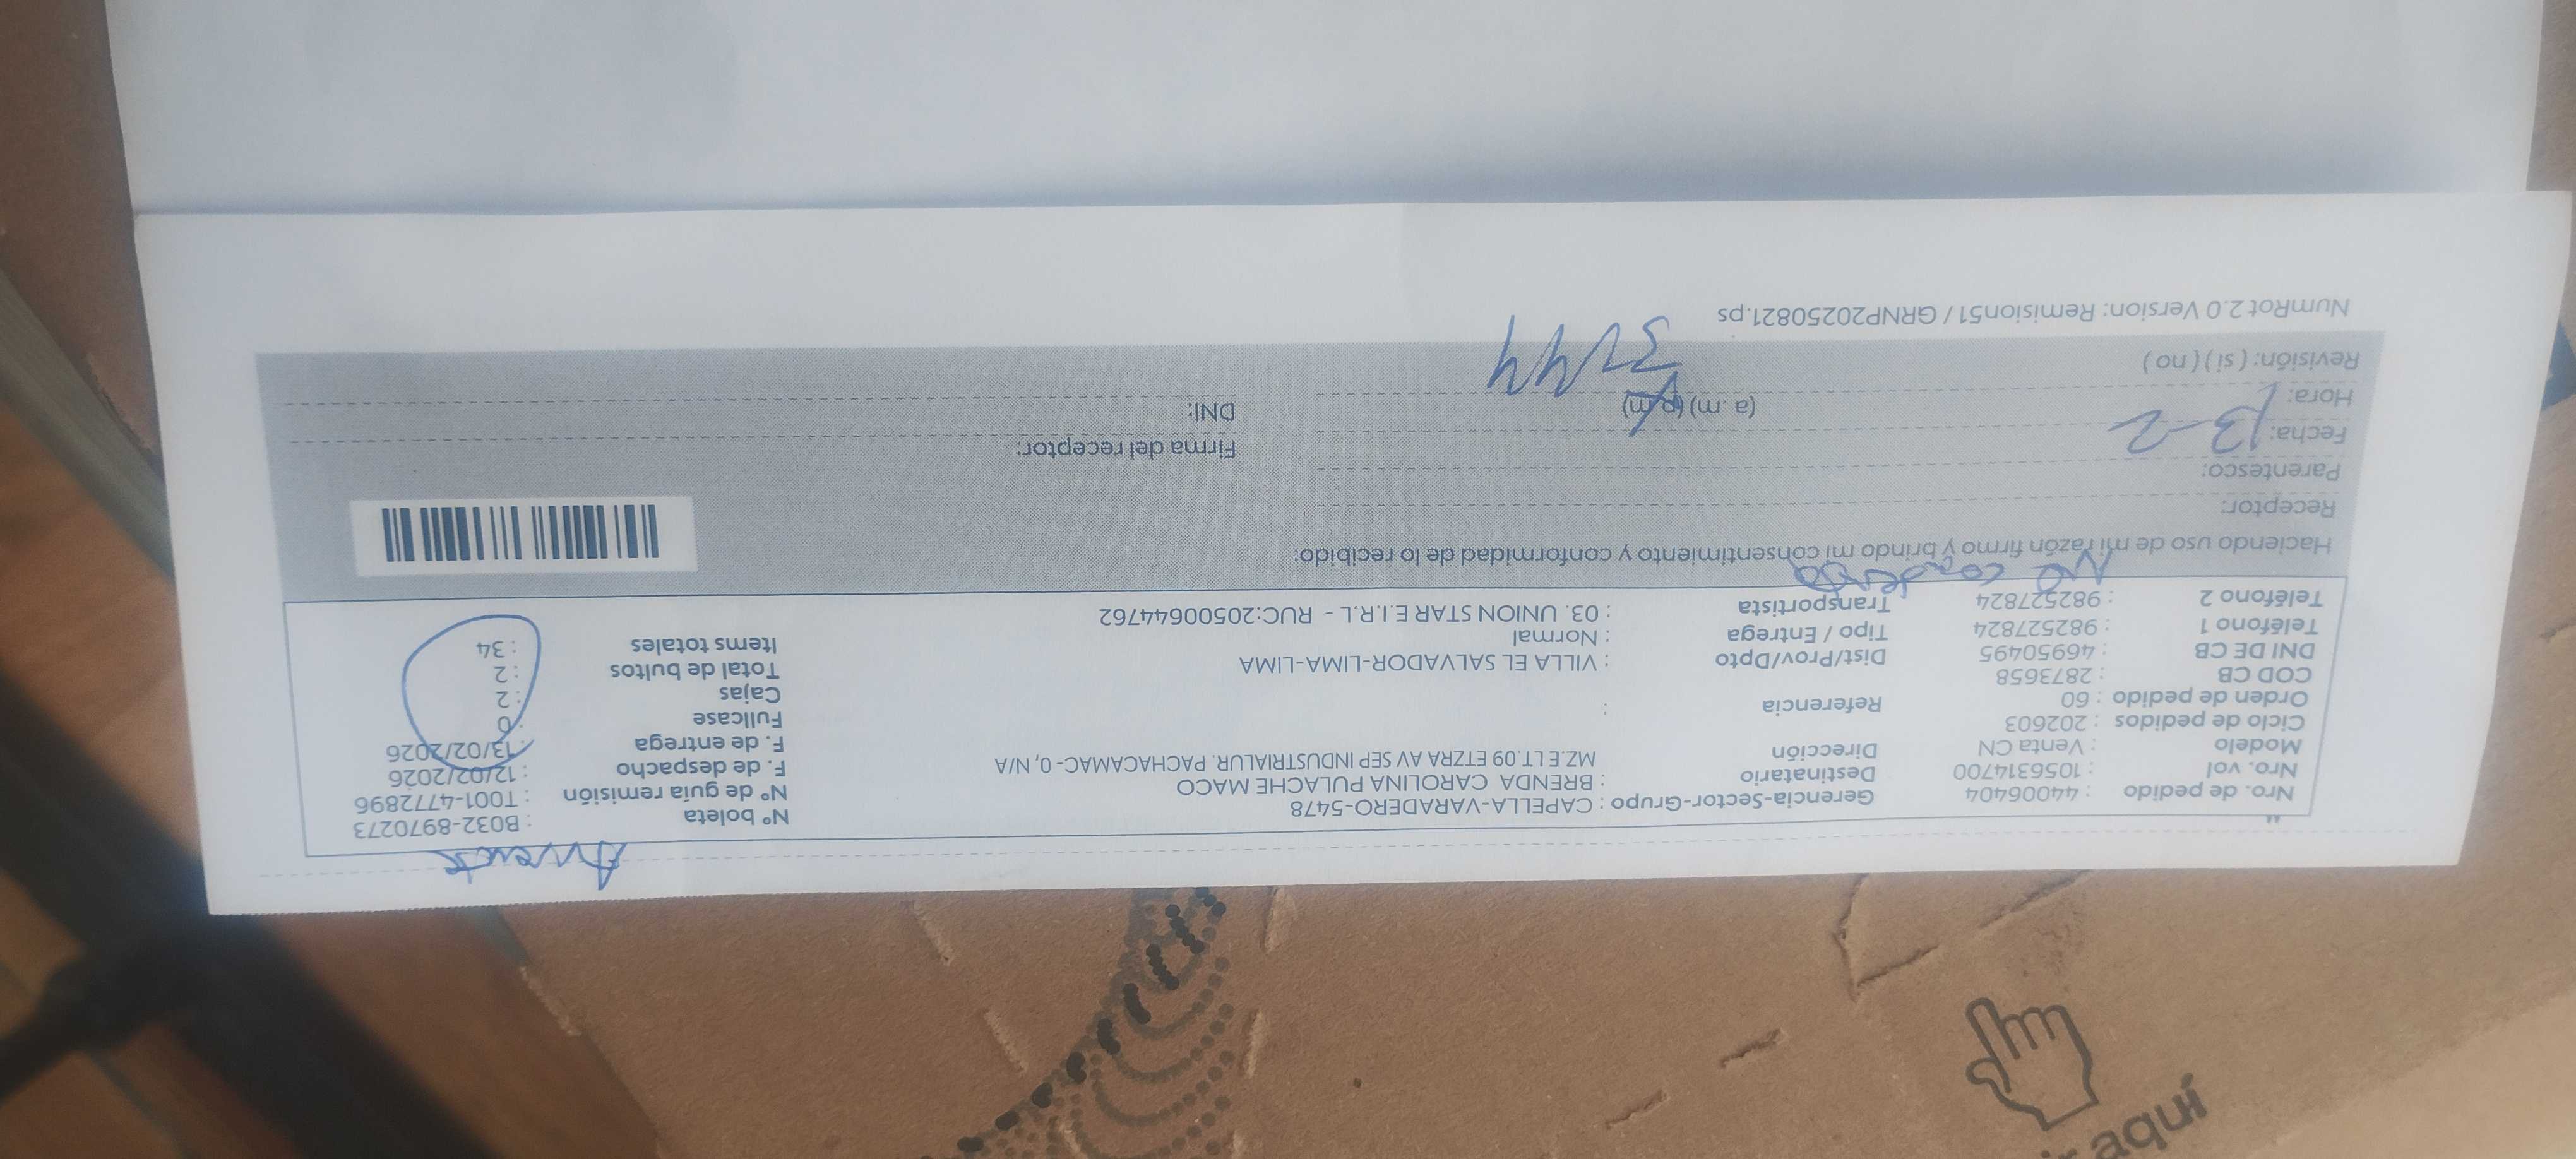 Ausente
Nro. de pedido : 44006404 Gerencia-Sector-Grupo : CAPELLA-VARADERO-5478 Nº boleta : B032-8970273
Nro. vol : 1056314700 Destinatario : BRENDA CAROLINA PULACHE MACO Nº de guía remisión : T001-4772896
Modelo : Venta CN Dirección MZ.E LT.09 ETZRA AV SEP INDUSTRIALUR. PACHACAMAC- 0, N/A F. de despacho : 12/02/2026
Ciclo de pedidos : 202603 F. de entrega : 13/02/2026
Orden de pedido : 60 Referencia : Fullcase : 0
COD CB : 2873658 Cajas : 2
DNI DE CB : 46950495 Dist/Prov/Dpto : VILLA EL SALVADOR-LIMA-LIMA Total de bultos : 2
Teléfono 1 : 982527824 Tipo / Entrega : Normal Items totales : 34
Teléfono 2 : 982527824 Transportista : 03. UNION STAR E.I.R.L - RUC:20500644762
No
Haciendo uso de mi razón firmo y brindo mi consentimiento y conformidad de lo recibido:
Receptor:
Parentesco:
Fecha: 13-2 Firma del receptor:
Hora: (a .m) (p.m) DNI:
Revisión: ( si ) ( no )
NumRot 2.0 Version: Remision51 / GRNP20250821.ps
aquí